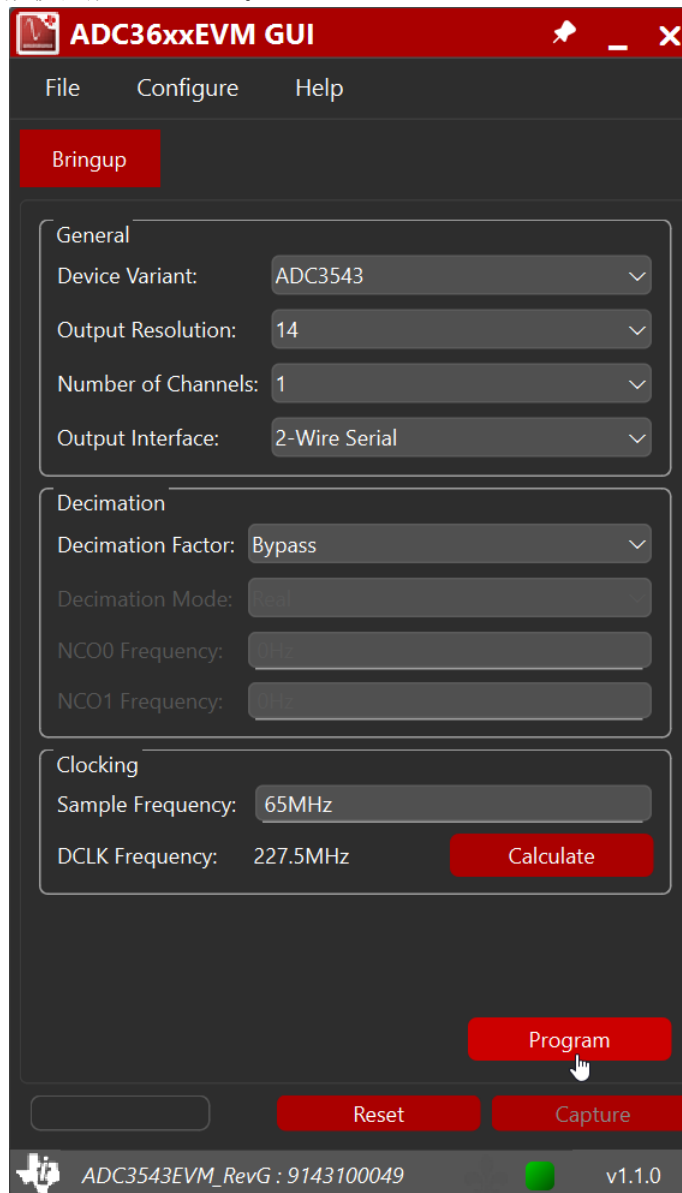 ADC36xxEVM GUI
File Configure Help
Bringup
General
Device Variant: ADC3543
Output Resolution: 14
Number of Channels: 1
Output Interface: 2-Wire Serial
Decimation
Decimation Factor: Bypass
Decimation Mode: Real
NCO0 Frequency: 0Hz
NCO1 Frequency: 0Hz
Clocking
Sample Frequency: 65MHz
DCLK Frequency: 227.5MHz Calculate
Program
Reset Capture
ADC3543EVM_RevG : 9143100049 v1.1.0